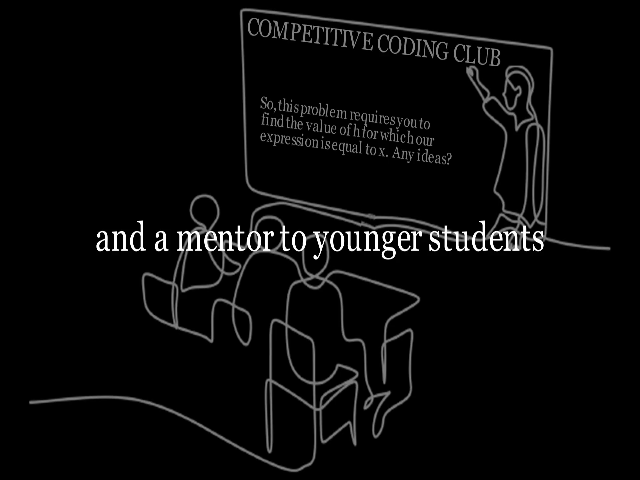 COMPETITIVE CODING CLUB
So, this problem requires you to
find the value of h for which our
expression is equal to x. Any ideas?
and a mentor to younger students